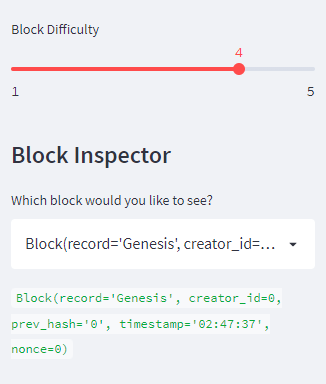 Block Difficulty
4
1 5
Block Inspector
Which block would you like to see?
Block(record='Genesis', creator_id=...
Block(record='Genesis', creator_id=0,
prev_hash='0', timestamp='02:47:37',
nonce=0)